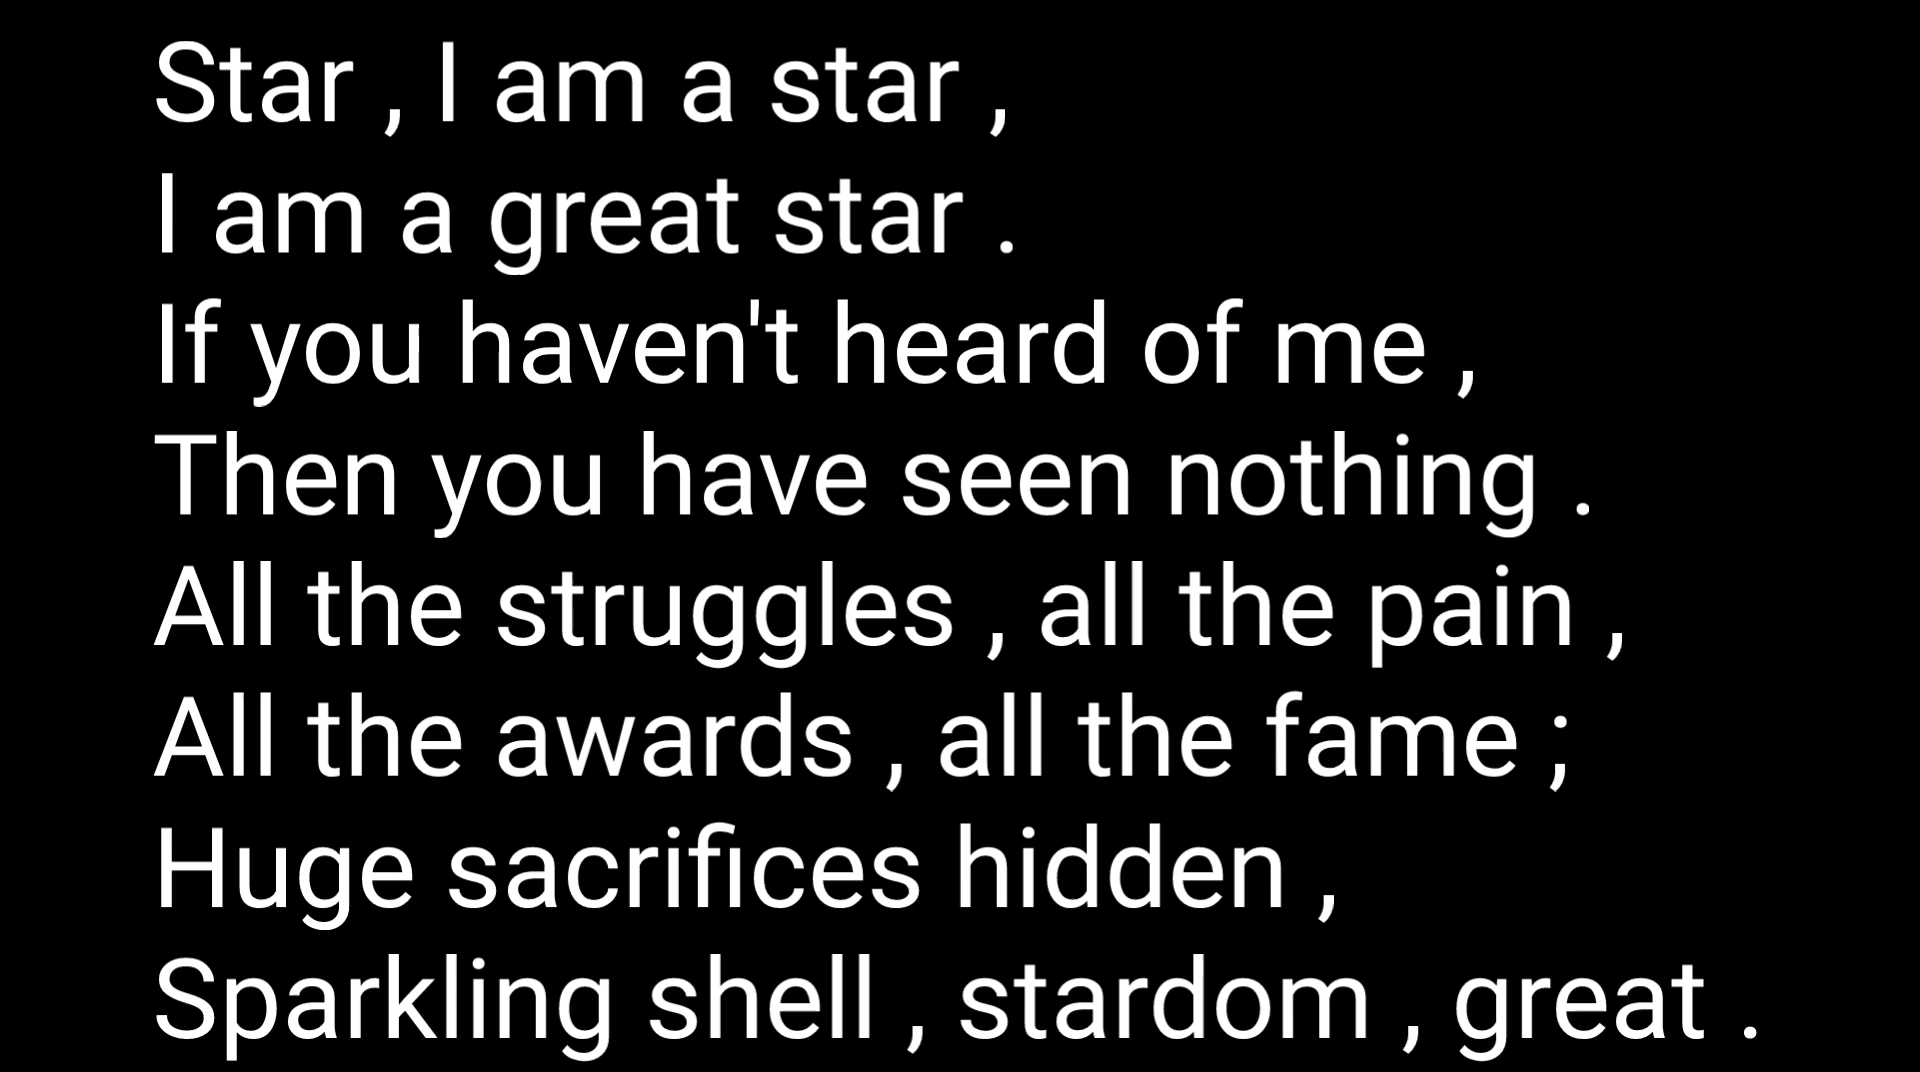 Star , I am a star ,
I am a great star .
If you haven't heard of me ,
Then you have seen nothing .
All the struggles , all the pain ,
All the awards , all the fame ;
Huge sacrifices hidden ,
Sparkling shell , stardom , great .